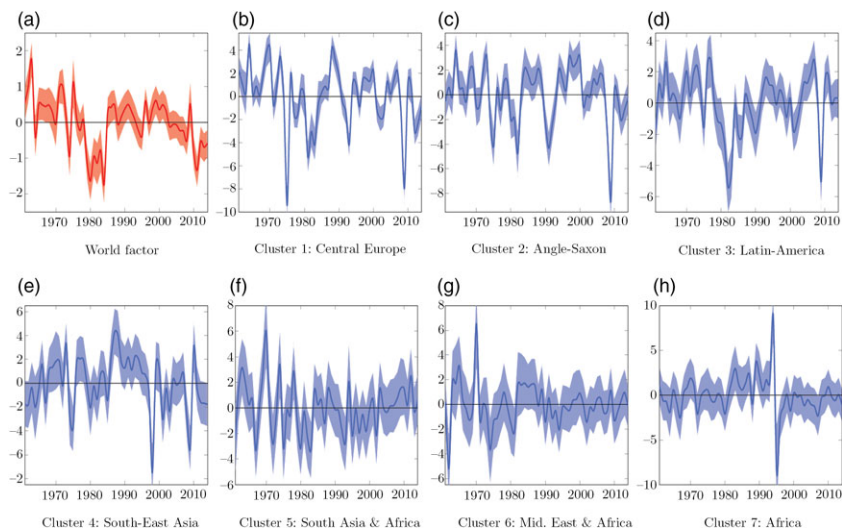 (a)
2
1
0
−1
−2
1970 1980 1990 2000 2010
World factor
(b)
4
2
0
−2
−4
−6
−8
−10
1970 1980 1990 2000 2010
Cluster 1: Central Europe
(c)
4
2
0
−2
−4
−6
−8
1970 1980 1990 2000 2010
Cluster 2: Angle-Saxon
(d)
4
2
0
−2
−4
−6
1970 1980 1990 2000 2010
Cluster 3: Latin-America
(e)
6
4
2
0
−2
−4
−6
−8
1970 1980 1990 2000 2010
Cluster 4: South-East Asia
(f)
8
6
4
2
0
−2
−4
−6
1970 1980 1990 2000 2010
Cluster 5: South Asia & Africa
(g)
8
6
4
2
0
−2
−4
−6
1970 1980 1990 2000 2010
Cluster 6: Mid. East & Africa
(h)
10
5
0
−5
−10
1970 1980 1990 2000 2010
Cluster 7: Africa